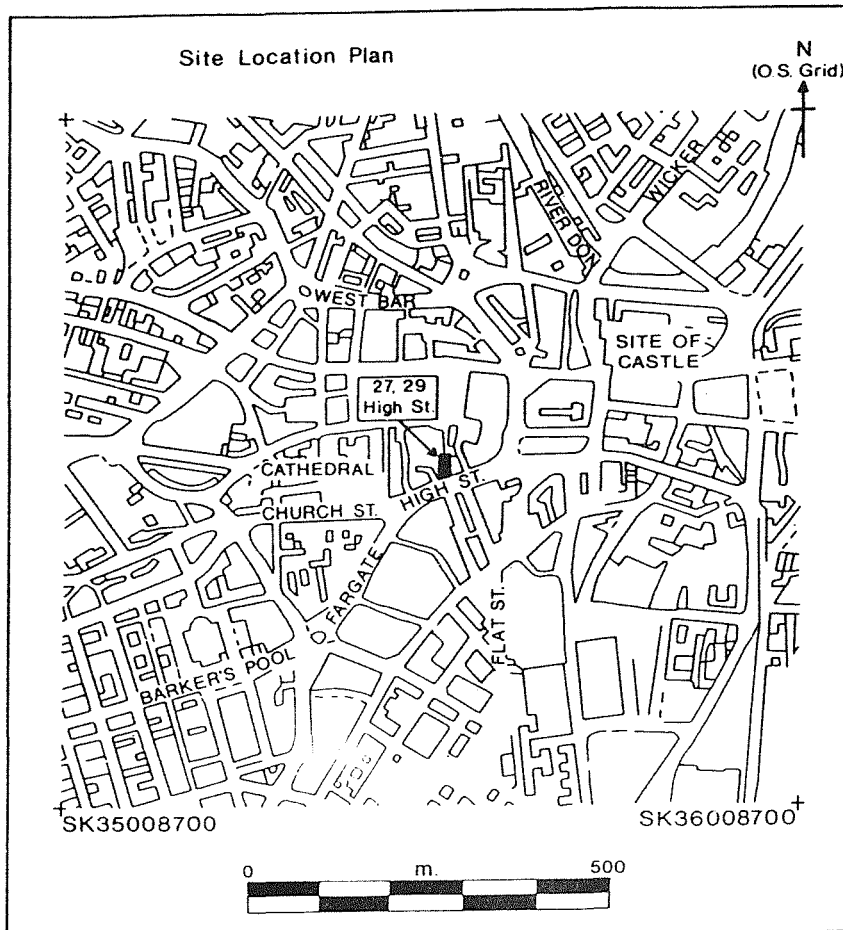 Site Location Plan
N
(O.S. Grid)
RIVER DON
WICKER
WEST BAR
SITE OF
CASTLE
27, 29
High St.
CATHEDRAL
HIGH ST.
CHURCH ST.
FARGATE
FLAT ST.
BARKER'S POOL
SK35008700
SK36008700
0 m. 500